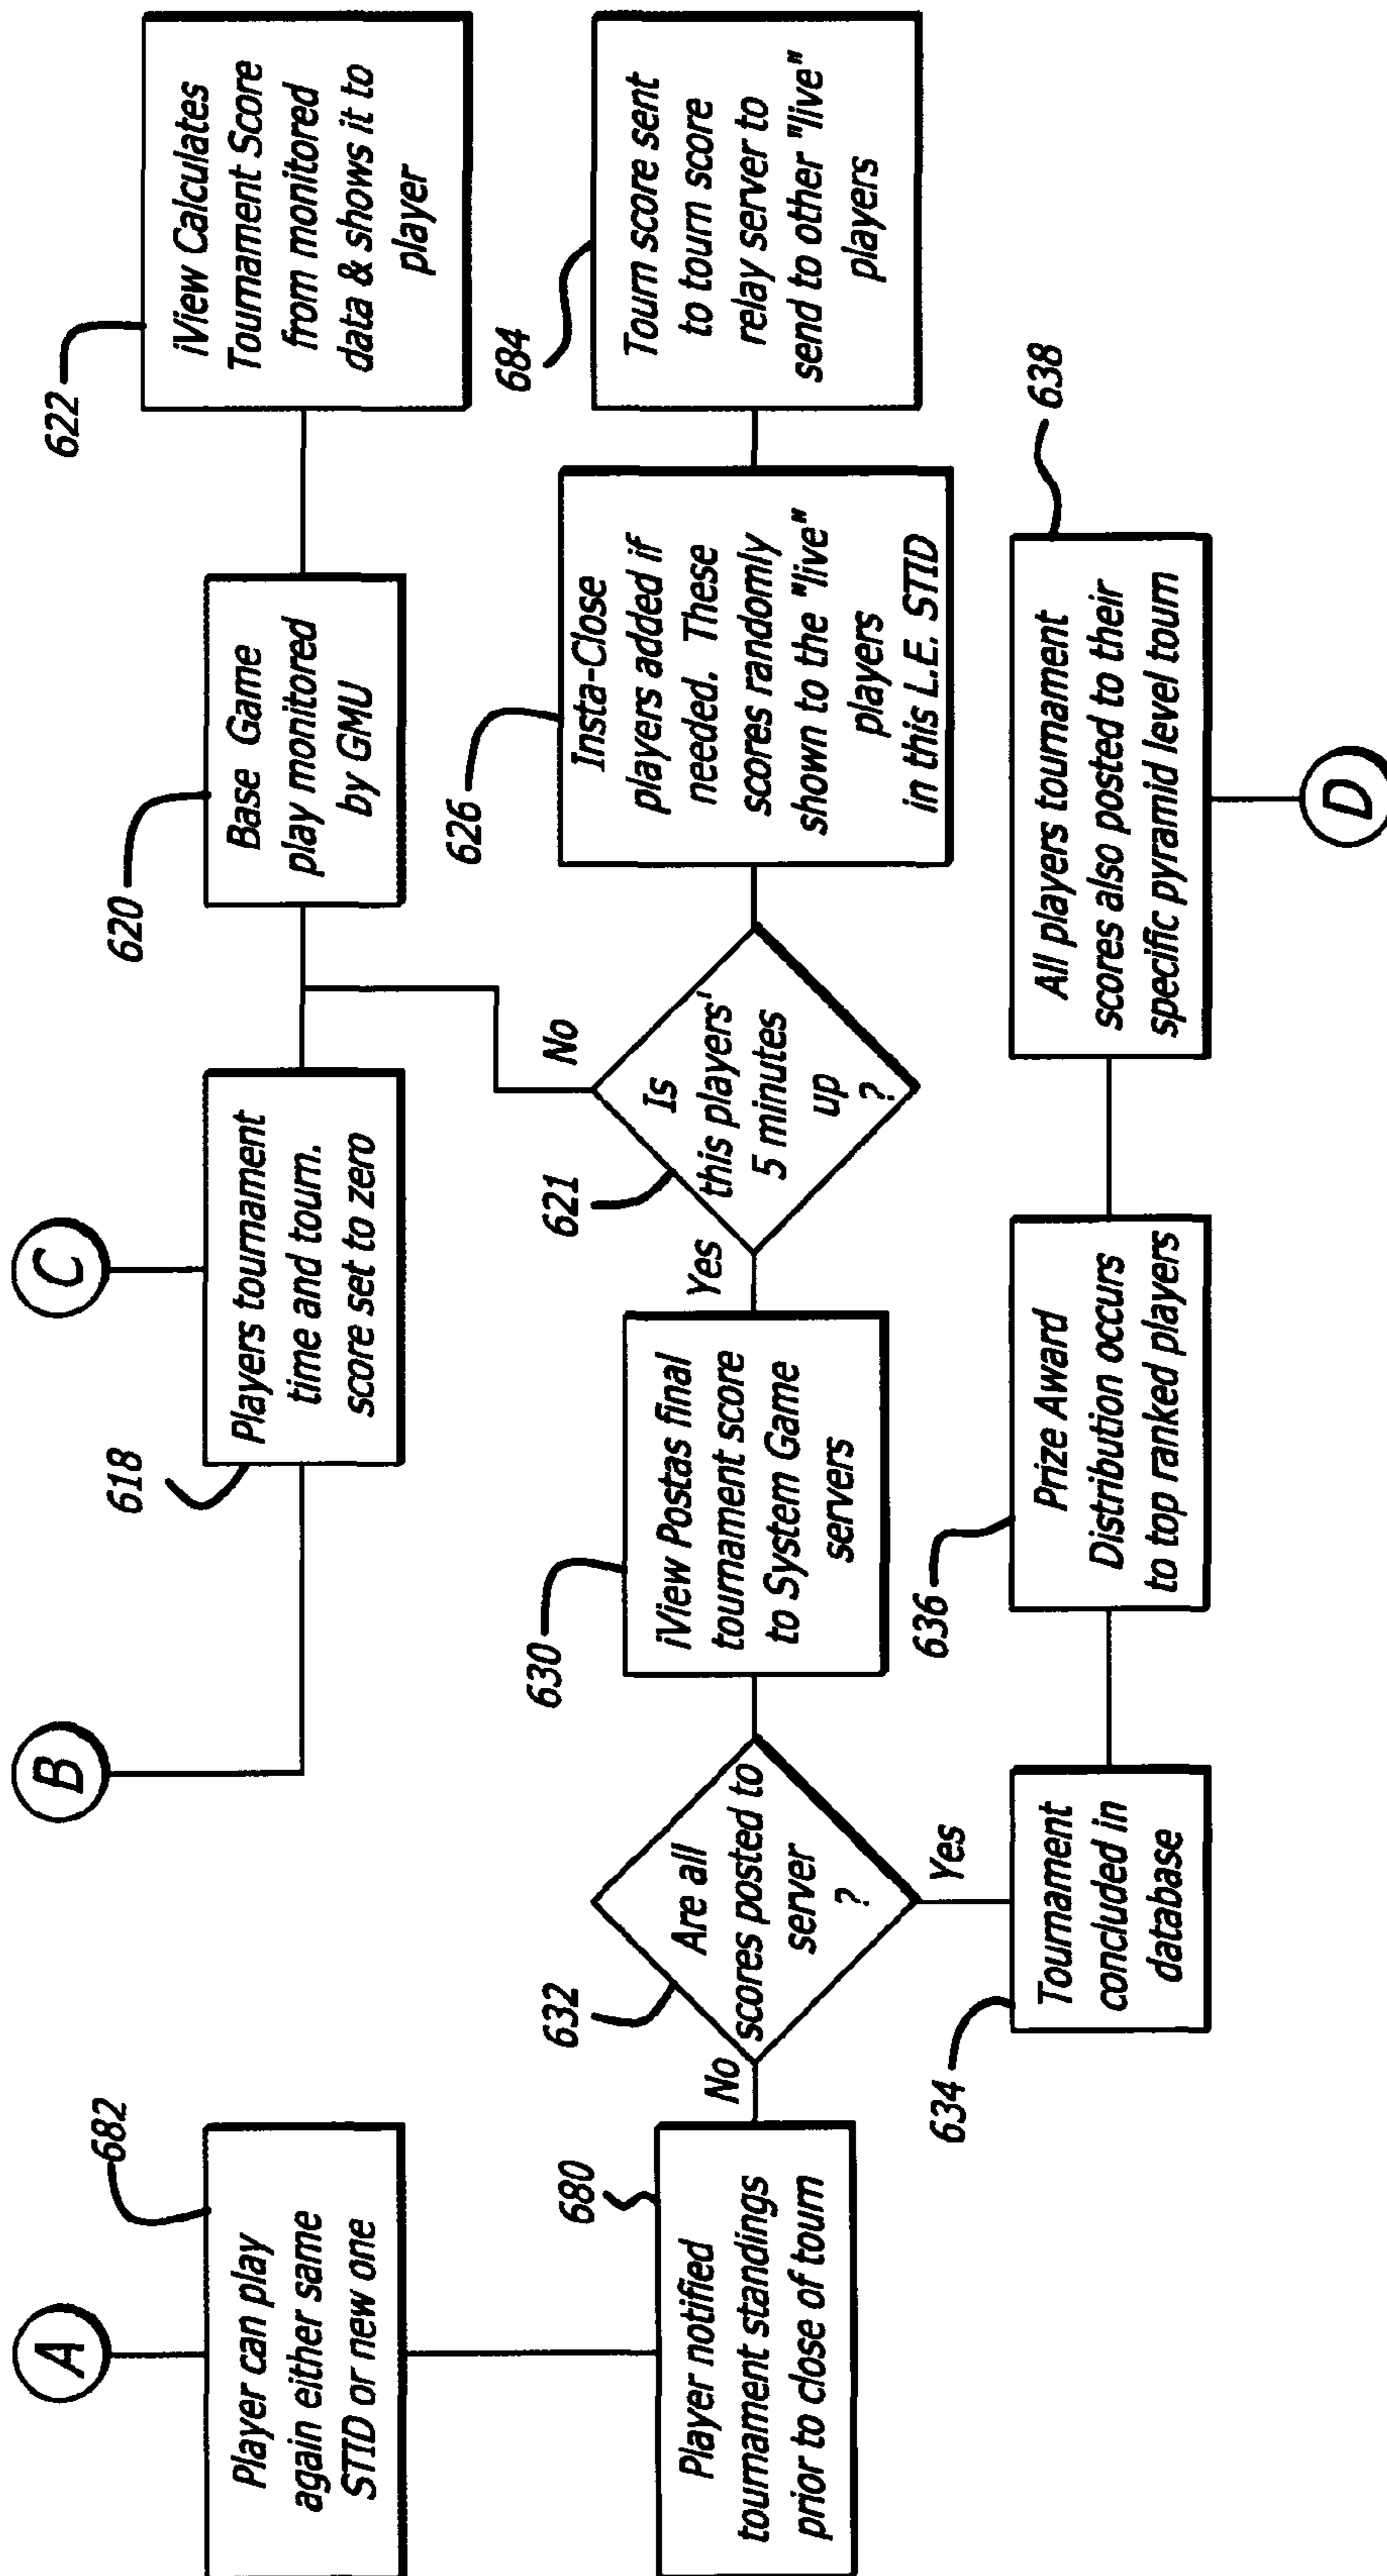 A
B
C
682
Player can play
again either same
STID or new one
618
Players tournament
time and tourn.
score set to zero
620
Base Game
play monitored
by GMU
622
iView Calculates
Tournament Score
from monitored
data & shows it to
player
680
Player notified
tournament standings
prior to close of tourn
No
632
Are all
scores posted to
server
?
Yes
630
iView Postas final
tournament score
to System Game
servers
Yes
621
Is
this players'
5 minutes
up
?
No
626
Insta-Close
players added if
needed. These
scores randomly
shown to the "live"
players
in this L.E. STID
684
Tourn score sent
to tourn score
relay server to
send to other "live"
players
634
Tournament
concluded in
database
636
Prize Award
Distribution occurs
to top ranked players
638
All players tournament
scores also posted to their
specific pyramid level tourn
D